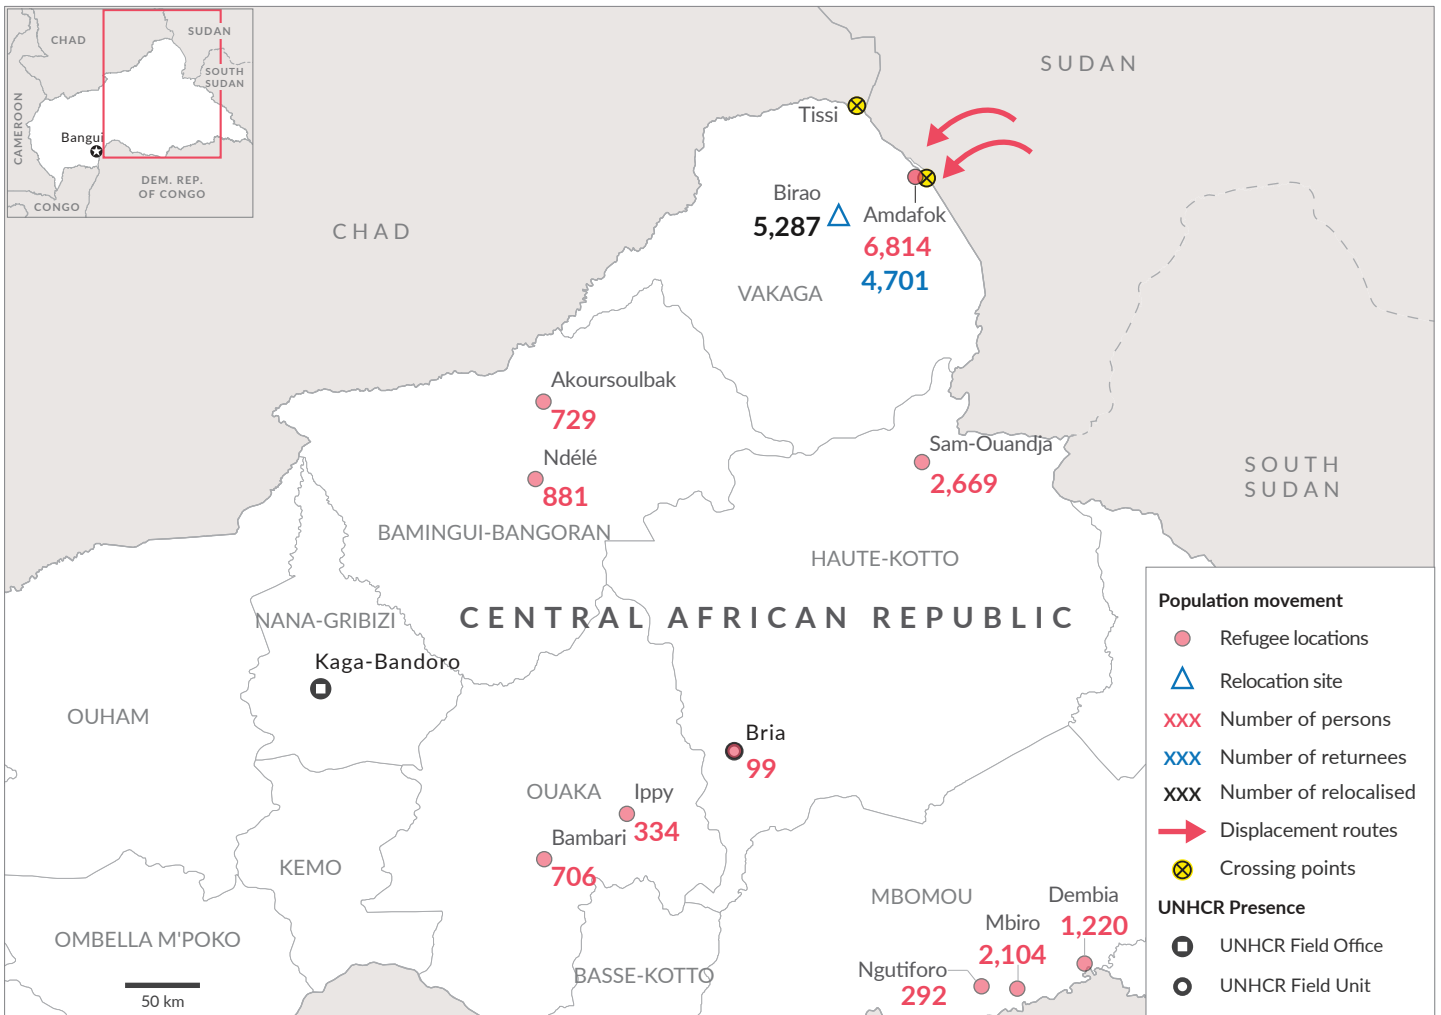 CHAD
SUDAN
SOUTH
SUDAN
CAMEROON
Bangui
DEM. REP.
OF CONGO
CONGO
SUDAN
Tissi
Birao
5,287
Amdafok
6,814
4,701
CHAD
VAKAGA
Akoursoulbak
729
Ndélé
881
Sam-Ouandja
2,669
SOUTH
SUDAN
BAMINGUI-BANGORAN
HAUTE-KOTTO
NANA-GRIBIZI
CENTRAL AFRICAN REPUBLIC
Kaga-Bandoro
OUHAM
Bria
99
OUAKA
Ippy
334
Bambari
706
KEMO
MBOMOU
Dembia
1,220
Mbiro
2,104
OMBELLA M'POKO
BASSE-KOTTO
Ngutiforo
292
50 km
Population movement
Refugee locations
Relocation site
XXX Number of persons
XXX Number of returnees
XXX Number of relocalised
Displacement routes
Crossing points
UNHCR Presence
UNHCR Field Office
UNHCR Field Unit